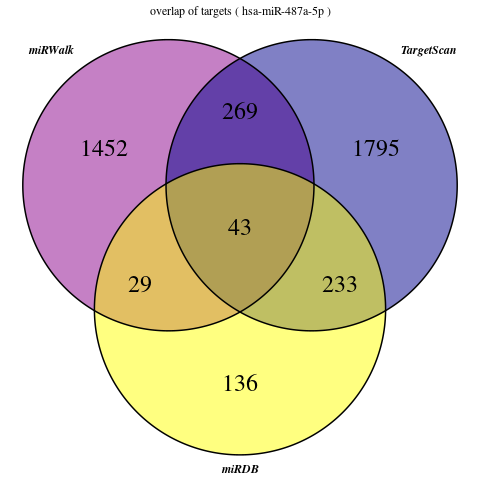 overlap of targets ( hsa-miR-487a-5p )
miRWalk
TargetScan
269
1452
1795
43
29
233
136
miRDB